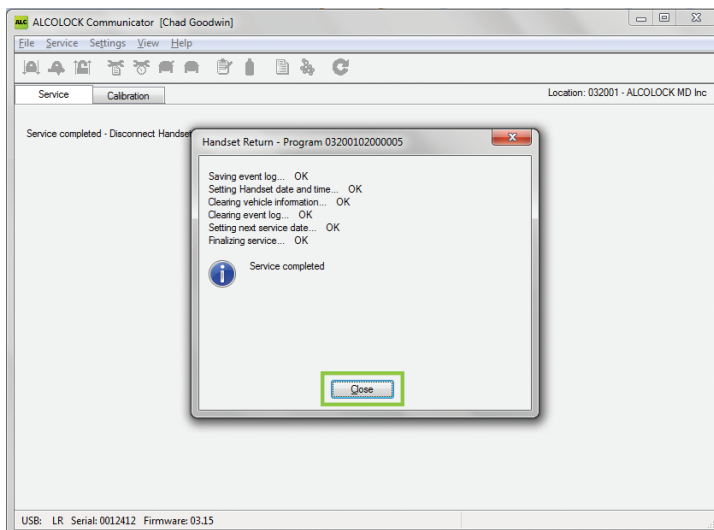 ALC ALCOLOCK Communicator [Chad Goodwin]
File Service Settings View Help
Service Calibration Location: 032001 - ALCOLOCK MD Inc
Service completed - Disconnect Handset
Handset Return - Program 03200102000005
Saving event log... OK
Setting Handset date and time... OK
Clearing vehicle information... OK
Clearing event log... OK
Setting next service date... OK
Finalizing service... OK
Service completed
Close
USB: LR Serial: 0012412 Firmware: 03.15